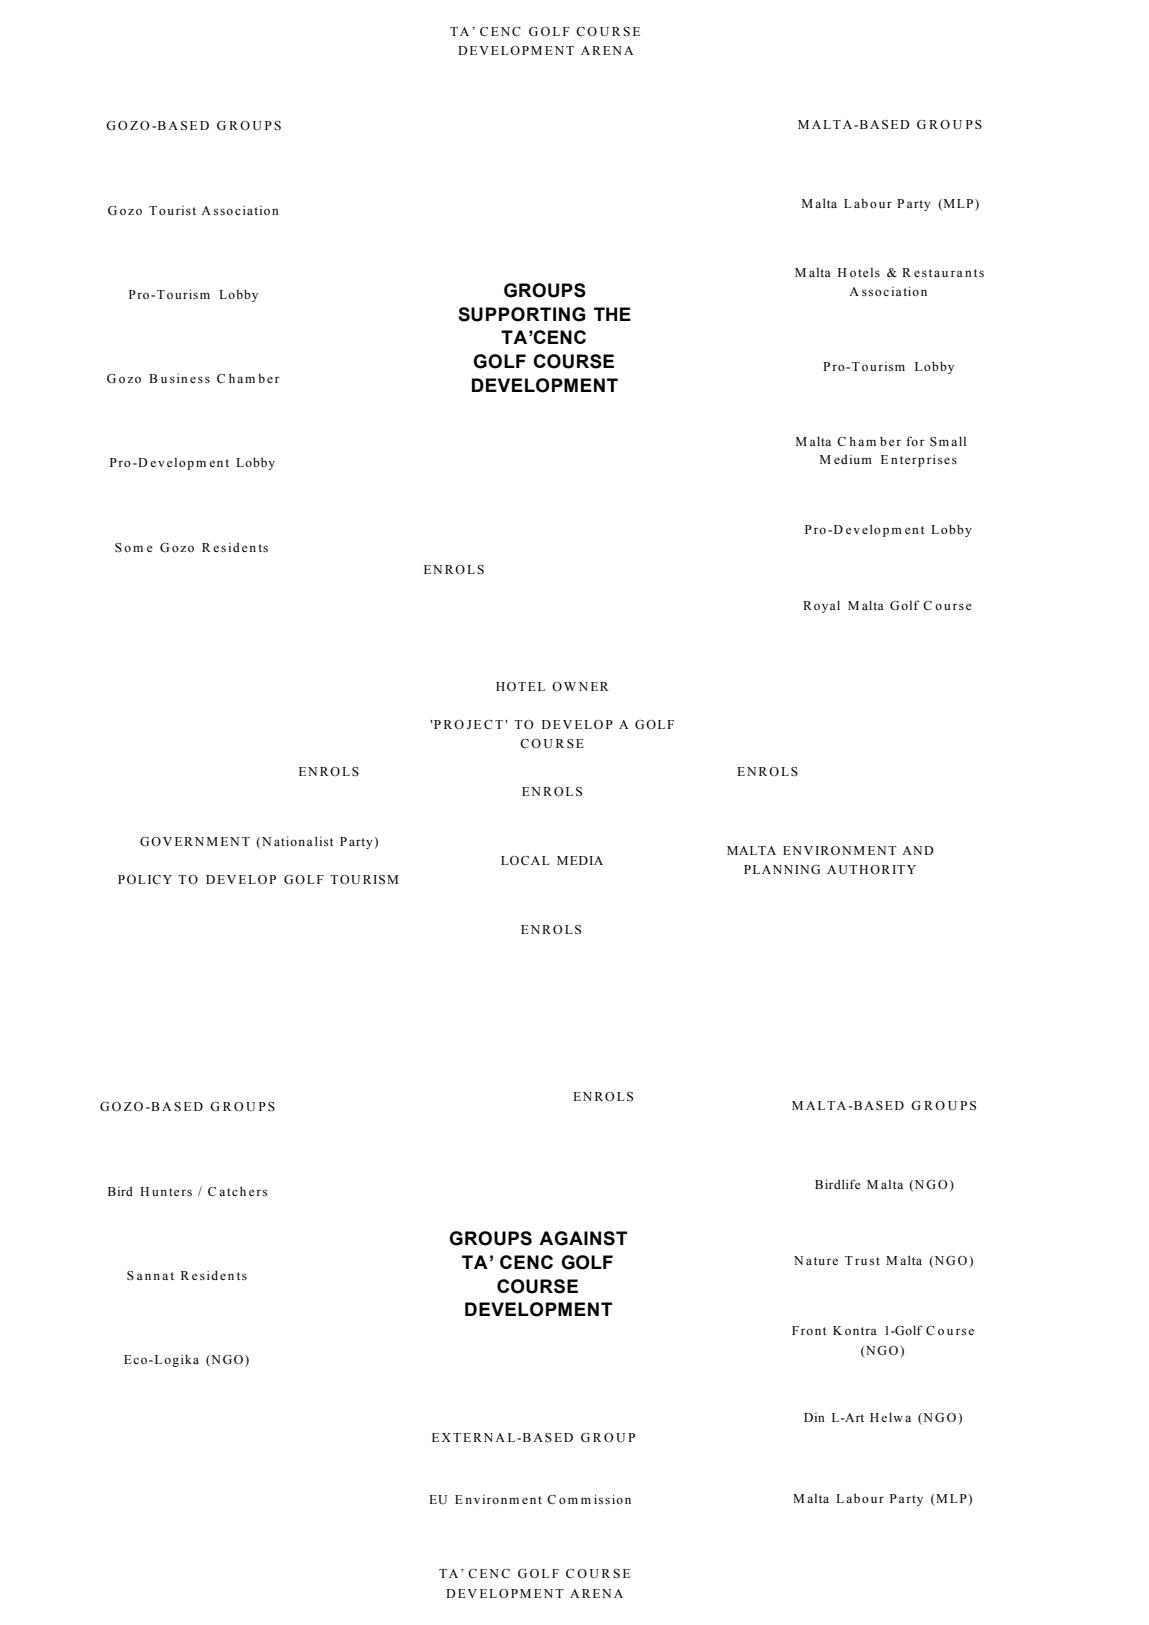 TA’ CENC GOLF COURSE
DEVELOPMENT ARENA
GOZO-BASED GROUPS
MALTA-BASED GROUPS
Gozo Tourist Association
Malta Labour Party (MLP)
Malta Hotels & Restaurants
Association
Pro-Tourism Lobby
GROUPS
SUPPORTING THE
TA’CENC
GOLF COURSE
DEVELOPMENT
Pro-Tourism Lobby
Gozo Business Chamber
Malta Chamber for Small
Medium Enterprises
Pro-Development Lobby
Pro-Development Lobby
Some Gozo Residents
ENROLS
Royal Malta Golf Course
HOTEL OWNER
'PROJECT' TO DEVELOP A GOLF
COURSE
ENROLS
ENROLS
ENROLS
GOVERNMENT (Nationalist Party)
POLICY TO DEVELOP GOLF TOURISM
LOCAL MEDIA
MALTA ENVIRONMENT AND
PLANNING AUTHORITY
ENROLS
ENROLS
GOZO-BASED GROUPS
MALTA-BASED GROUPS
Bird Hunters / Catchers
Birdlife Malta (NGO)
GROUPS AGAINST
TA’ CENC GOLF
COURSE
DEVELOPMENT
Nature Trust Malta (NGO)
Sannat Residents
Front Kontra l-Golf Course
(NGO)
Eco-Logika (NGO)
Din L-Art Helwa (NGO)
EXTERNAL-BASED GROUP
EU Environment Commission
Malta Labour Party (MLP)
TA’ CENC GOLF COURSE
DEVELOPMENT ARENA